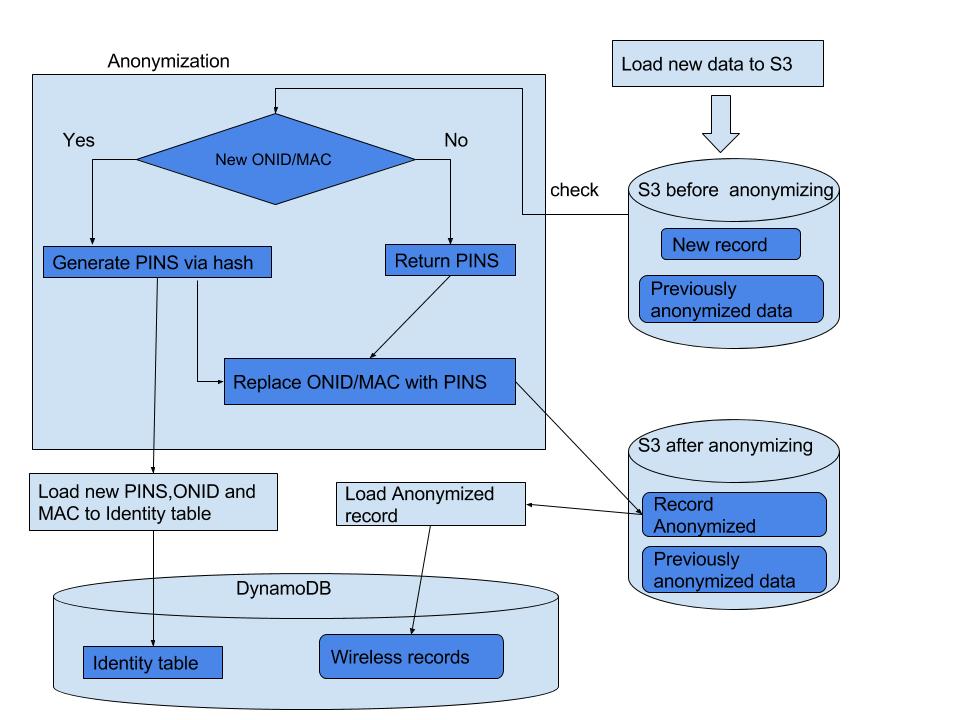 Anonymization
Load new data to S3
Yes
No
New ONID/MAC
check
S3 before anonymizing
New record
Generate PINS via hash
Return PINS
Previously
anonymized data
Replace ONID/MAC with PINS
S3 after anonymizing
Load new PINS,ONID and
MAC to Identity table
Load Anonymized
record
Record
Anonymized
Previously
anonymized data
DynamoDB
Identity table
Wireless records